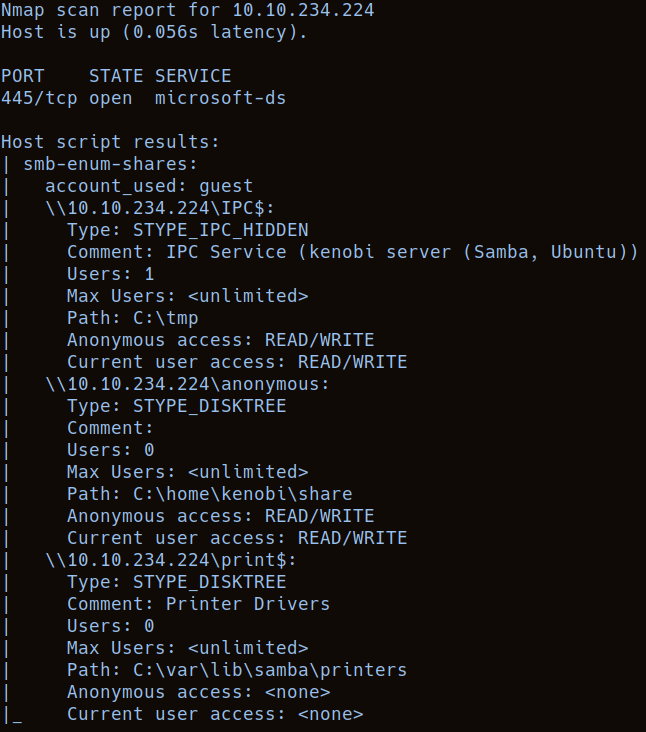 Nmap scan report for 10.10.234.224
Host is up (0.056s latency).
PORT    STATE SERVICE
445/tcp open  microsoft-ds
Host script results:
| smb-enum-shares:
|   account_used: guest
|   \\10.10.234.224\IPC$:
|     Type: STYPE_IPC_HIDDEN
|     Comment: IPC Service (kenobi server (Samba, Ubuntu))
|     Users: 1
|     Max Users: <unlimited>
|     Path: C:\tmp
|     Anonymous access: READ/WRITE
|     Current user access: READ/WRITE
|   \\10.10.234.224\anonymous:
|     Type: STYPE_DISKTREE
|     Comment:
|     Users: 0
|     Max Users: <unlimited>
|     Path: C:\home\kenobi\share
|     Anonymous access: READ/WRITE
|     Current user access: READ/WRITE
|   \\10.10.234.224\print$:
|     Type: STYPE_DISKTREE
|     Comment: Printer Drivers
|     Users: 0
|     Max Users: <unlimited>
|     Path: C:\var\lib\samba\printers
|     Anonymous access: <none>
|_    Current user access: <none>